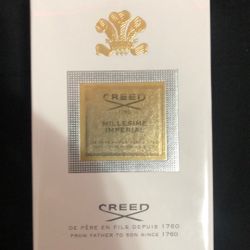 CREED
MILLESIME
IMPERIAL
CREED
DE PÈRE EN FILS DEPUIS 1760
FROM FATHER TO SON SINCE 1760